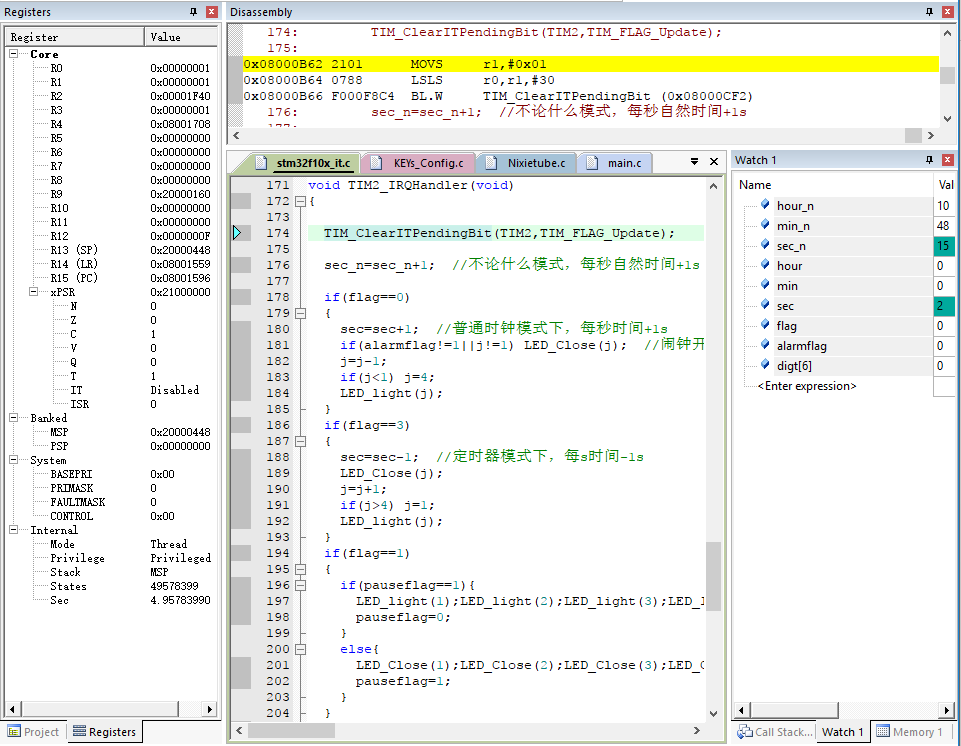 Registers
Register Value
Core
R0 0x00000001
R1 0x00000001
R2 0x00001F40
R3 0x00000001
R4 0x08001708
R5 0x00000000
R6 0x00000000
R7 0x00000000
R8 0x00000000
R9 0x20000160
R10 0x00000000
R11 0x00000000
R12 0x0000000F
R13 (SP) 0x20000448
R14 (LR) 0x08001559
R15 (PC) 0x08001596
xPSR 0x21000000
N 0
Z 0
C 1
V 0
Q 0
T 1
IT Disabled
ISR 0
Banked
MSP 0x20000448
PSP 0x00000000
System
BASEPRI 0x00
PRIMASK 0
FAULTMASK 0
CONTROL 0x00
Internal
Mode Thread
Privilege Privileged
Stack MSP
States 49578399
Sec 4.95783990
Project Registers
Disassembly
174: TIM_ClearITPendingBit(TIM2,TIM_FLAG_Update);
175:
0x08000B62 2101 MOVS r1,#0x01
0x08000B64 0788 LSLS r0,r1,#30
0x08000B66 F000F8C4 BL.W TIM_ClearITPendingBit (0x08000CF2)
176: sec_n=sec_n+1; //不论什么模式，每秒自然时间+1s
stm32f10x_it.c KEYs_Config.c Nixietube.c main.c
171 void TIM2_IRQHandler(void)
172 {
173
174 TIM_ClearITPendingBit(TIM2,TIM_FLAG_Update);
175
176 sec_n=sec_n+1; //不论什么模式，每秒自然时间+1s
177
178 if(flag==0)
179 {
180 sec=sec+1; //普通时钟模式下，每秒时间+1s
181 if(alarmflag!=1||j!=1) LED_Close(j); //闹钟开
182 j=j-1;
183 if(j<1) j=4;
184 LED_light(j);
185 }
186 if(flag==3)
187 {
188 sec=sec-1; //定时器模式下，每s时间-1s
189 LED_Close(j);
190 j=j+1;
191 if(j>4) j=1;
192 LED_light(j);
193 }
194 if(flag==1)
195 {
196 if(pauseflag==1){
197 LED_light(1);LED_light(2);LED_light(3);LED_
198 pauseflag=0;
199 }
200 else{
201 LED_Close(1);LED_Close(2);LED_Close(3);LED_
202 pauseflag=1;
203 }
204 }
Watch 1
Name Val
hour_n 10
min_n 48
sec_n 15
hour 0
min 0
sec 2
flag 0
alarmflag 0
digt[6] 0
<Enter expression>
Call Stack... Watch 1 Memory 1